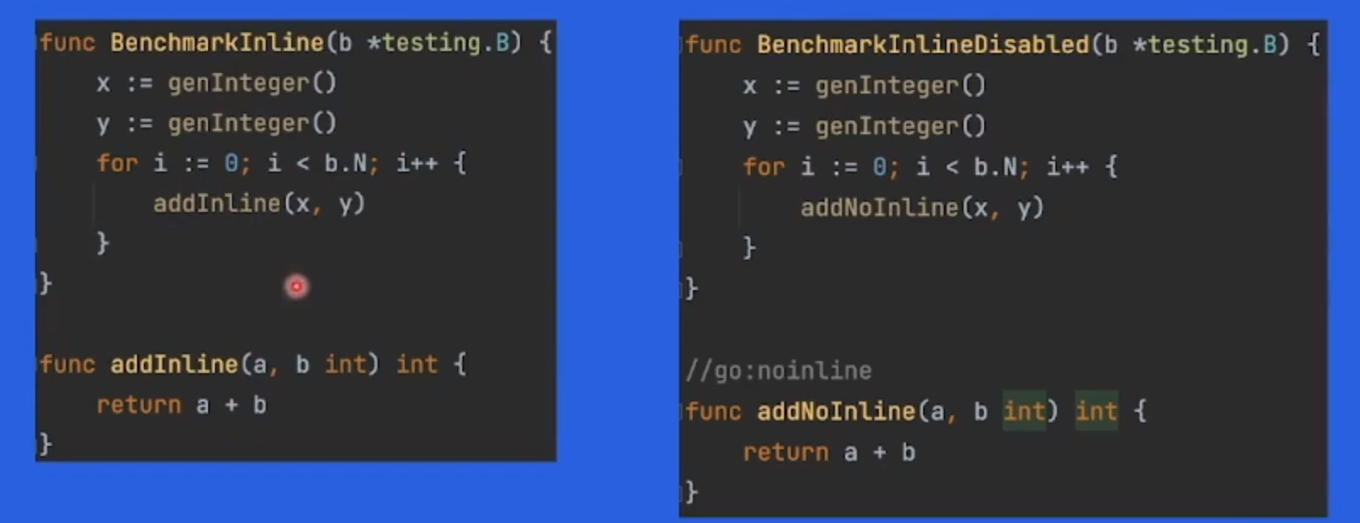 func BenchmarkInline(b *testing.B) {
    x := genInteger()
    y := genInteger()
    for i := 0; i < b.N; i++ {
        addInline(x, y)
    }
}
func addInline(a, b int) int {
    return a + b
}
func BenchmarkInlineDisabled(b *testing.B) {
    x := genInteger()
    y := genInteger()
    for i := 0; i < b.N; i++ {
        addNoInline(x, y)
    }
}
//go:noinline
func addNoInline(a, b int) int {
    return a + b
}